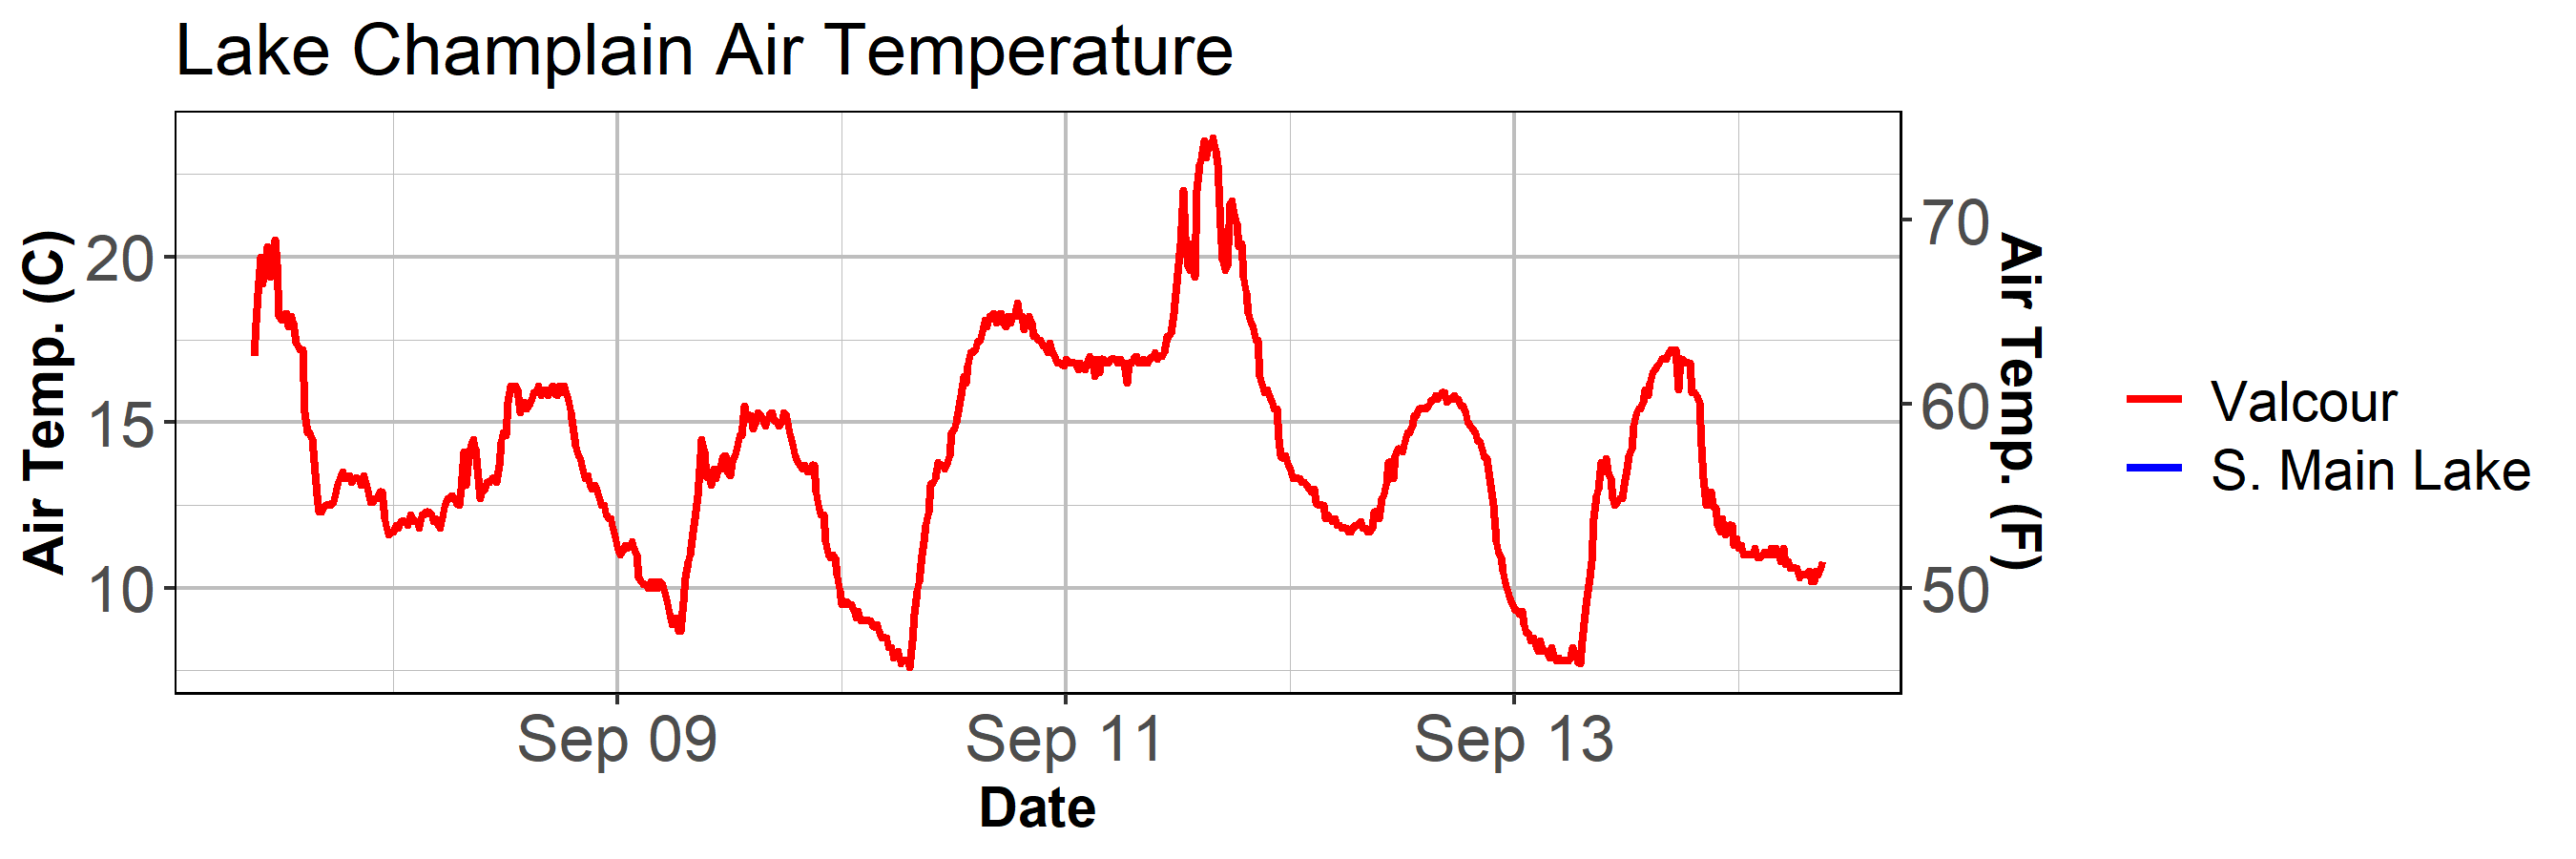 Lake Champlain Air Temperature
Air Temp. (C)
20
15
10
70
60
50
Air Temp. (F)
Sep 09
Sep 11
Sep 13
Date
Valcour
S. Main Lake